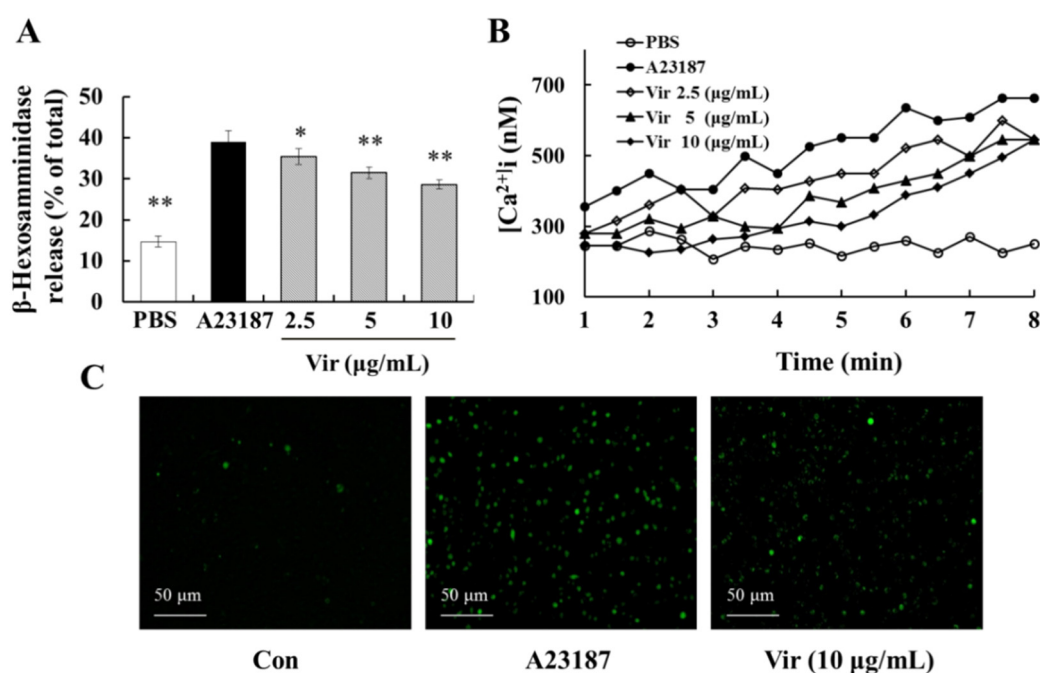 A
β-Hexosamminidase
release (% of total)
50
40
30
20
10
0
**
*
**
**
PBS
A23187
2.5
5
10
Vir (μg/mL)
B
PBS
A23187
Vir 2.5 (μg/mL)
Vir 5 (μg/mL)
Vir 10 (μg/mL)
[Ca²⁺]i (nM)
700
500
300
100
1
2
3
4
5
6
7
8
Time (min)
C
50 μm
50 μm
50 μm
Con
A23187
Vir (10 μg/mL)